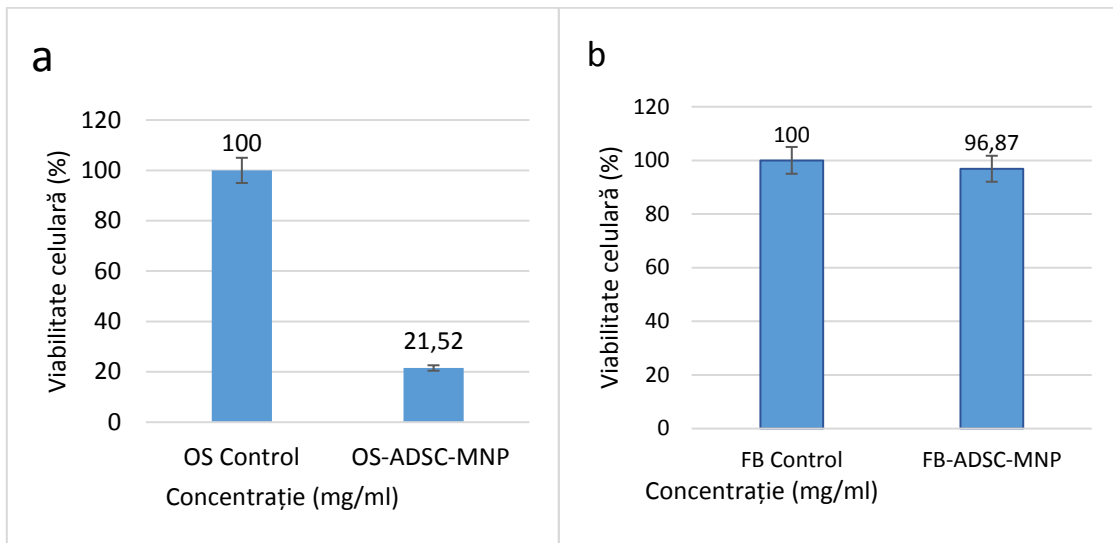 a
Viabilitate celulară (%)
120
100
80
60
40
20
0
100
21,52
OS Control
OS-ADSC-MNP
Concentrație (mg/ml)
b
Viabilitate celulară (%)
120
100
80
60
40
20
0
100
96,87
FB Control
FB-ADSC-MNP
Concentrație (mg/ml)